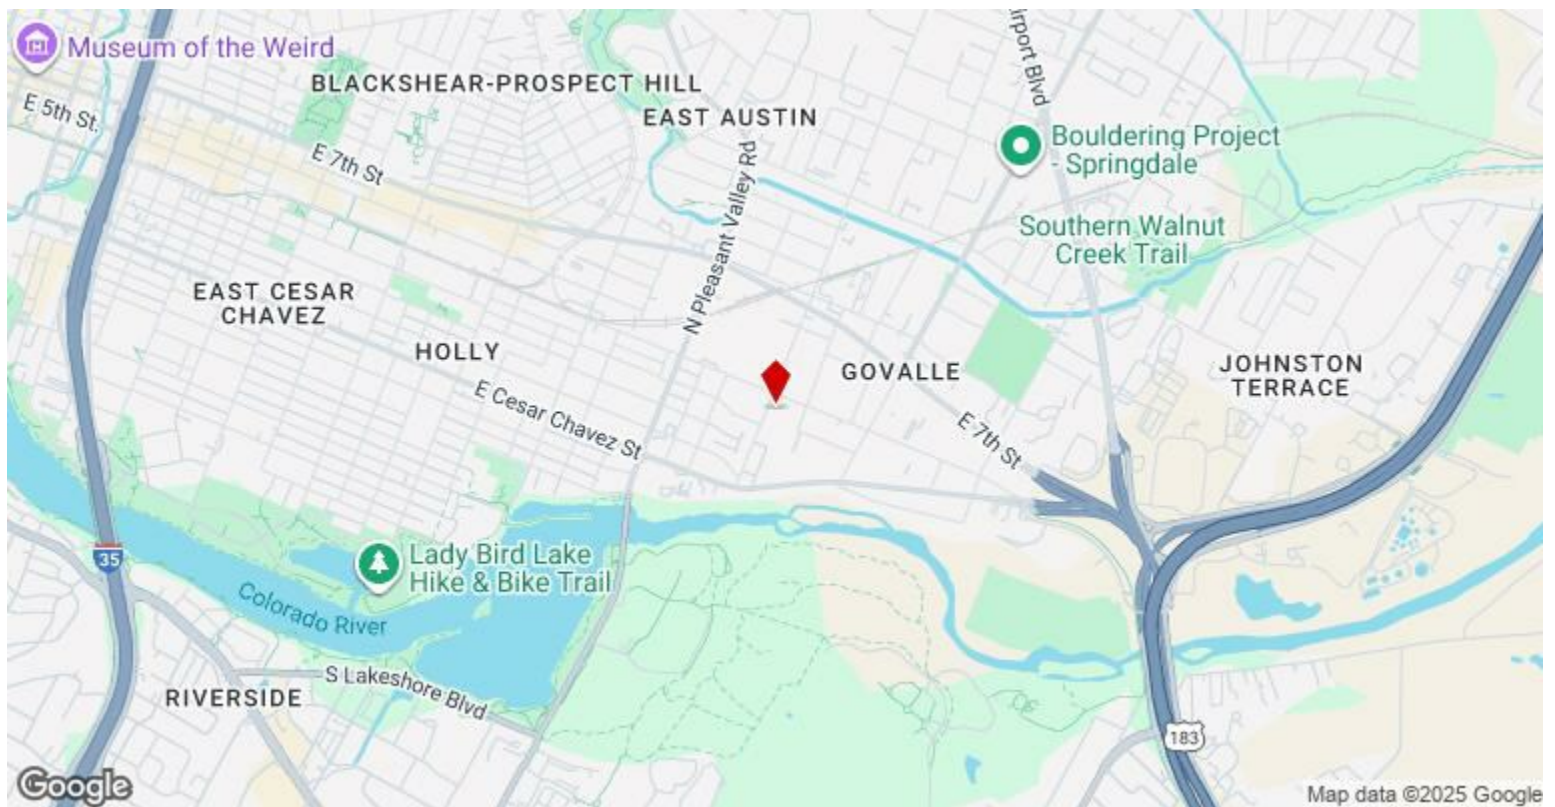 Museum of the Weird
BLACKSHEAR-PROSPECT HILL
EAST AUSTIN
irport Blvd
E 5th St.
E 7th St
N Pleasant Valley Rd
Bouldering Project
- Springdale
Southern Walnut
Creek Trail
EAST CESAR
CHAVEZ
HOLLY
E Cesar Chavez St
GOVALLE
JOHNSTON
TERRACE
E 7th St
35
Lady Bird Lake
Hike & Bike Trail
Colorado River
S Lakeshore Blvd
RIVERSIDE
183
Google
Map data ©2025 Google